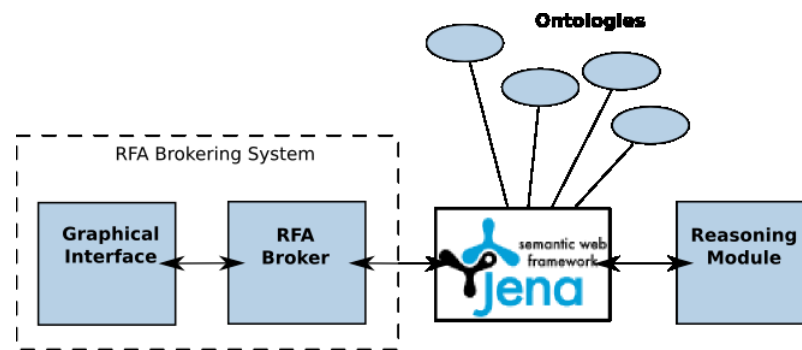 Ontologies
RFA Brokering System
Graphical
Interface
RFA
Broker
semantic web
framework
Jena
Reasoning
Module